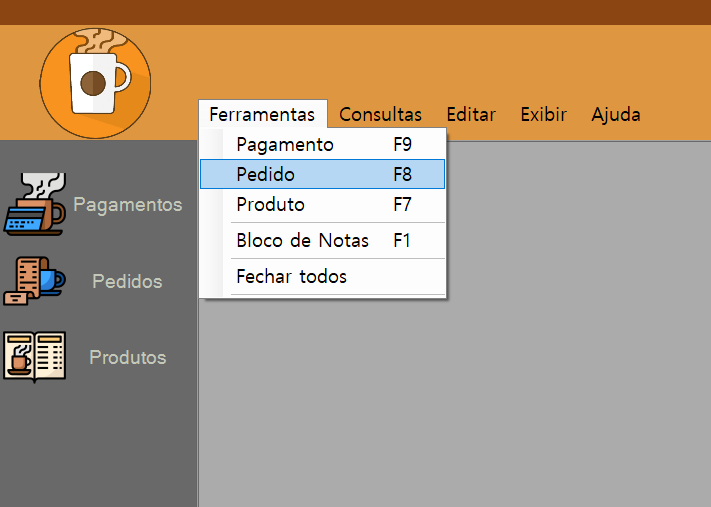 Ferramentas Consultas Editar Exibir Ajuda
Pagamento F9
Pedido F8
Produto F7
Bloco de Notas F1
Fechar todos
Pagamentos
Pedidos
Produtos